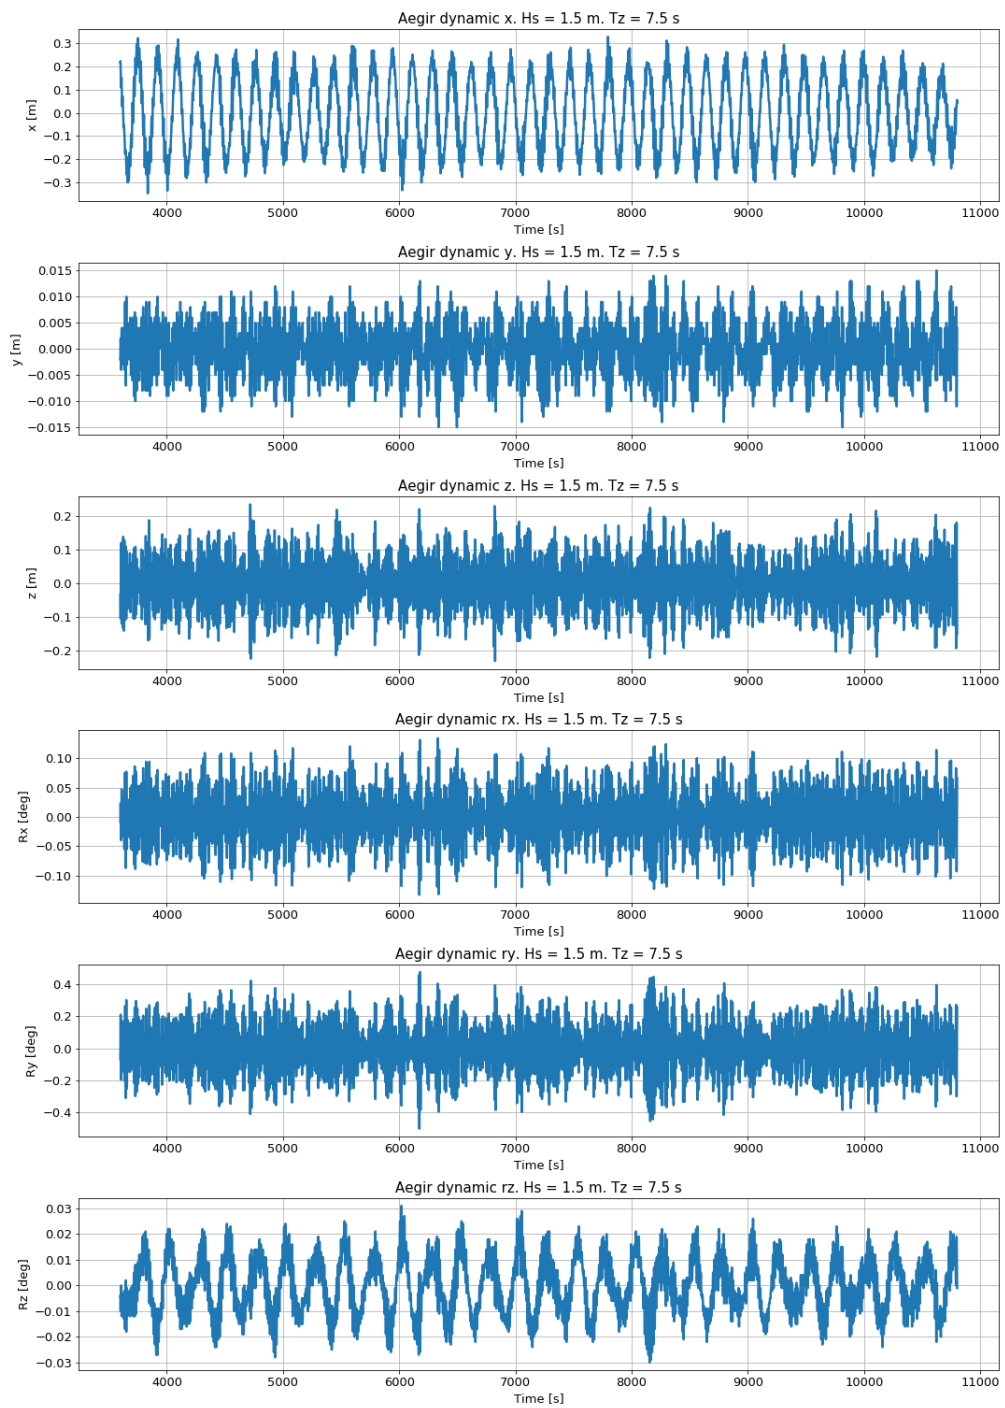 Aegir dynamic x. Hs = 1.5 m. Tz = 7.5 s
0.3
0.2
0.1
0.0
−0.1
−0.2
−0.3
x [m]
4000 5000 6000 7000 8000 9000 10000 11000
Time [s]
Aegir dynamic y. Hs = 1.5 m. Tz = 7.5 s
0.015
0.010
0.005
0.000
−0.005
−0.010
−0.015
y [m]
4000 5000 6000 7000 8000 9000 10000 11000
Time [s]
Aegir dynamic z. Hs = 1.5 m. Tz = 7.5 s
0.2
0.1
0.0
−0.1
−0.2
z [m]
4000 5000 6000 7000 8000 9000 10000 11000
Time [s]
Aegir dynamic rx. Hs = 1.5 m. Tz = 7.5 s
0.10
0.05
0.00
−0.05
−0.10
Rx [deg]
4000 5000 6000 7000 8000 9000 10000 11000
Time [s]
Aegir dynamic ry. Hs = 1.5 m. Tz = 7.5 s
0.4
0.2
0.0
−0.2
−0.4
Ry [deg]
4000 5000 6000 7000 8000 9000 10000 11000
Time [s]
Aegir dynamic rz. Hs = 1.5 m. Tz = 7.5 s
0.03
0.02
0.01
0.00
−0.01
−0.02
−0.03
Rz [deg]
4000 5000 6000 7000 8000 9000 10000 11000
Time [s]